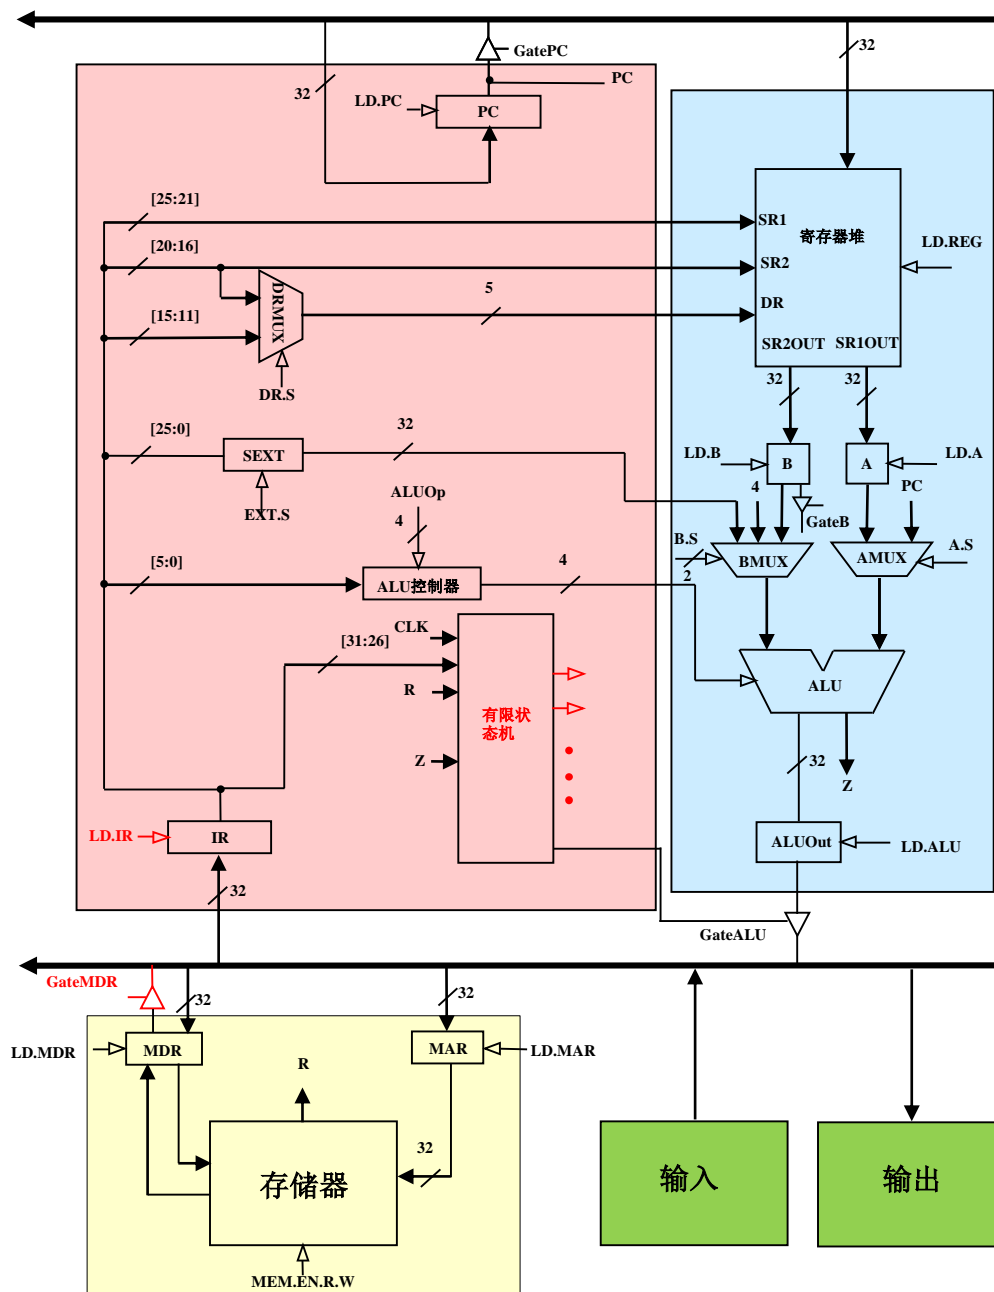 GatePC
32
32
PC
LD.PC
PC
[25:21]
SR1
寄存器堆
LD.REG
[20:16]
SR2
DRMUX
5
DR
[15:11]
SR2OUT
SR1OUT
DR.S
32
32
[25:0]
32
SEXT
LD.B
B
A
LD.A
ALUOp
4
PC
EXT.S
4
GateB
B.S
2
BMUX
AMUX
A.S
[5:0]
ALU控制器
4
CLK
[31:26]
R
有限状
态机
ALU
Z
32
Z
LD.IR
IR
ALUOut
LD.ALU
32
GateALU
GateMDR
32
32
LD.MDR
MDR
MAR
LD.MAR
R
32
存储器
输入
输出
MEM.EN.R.W